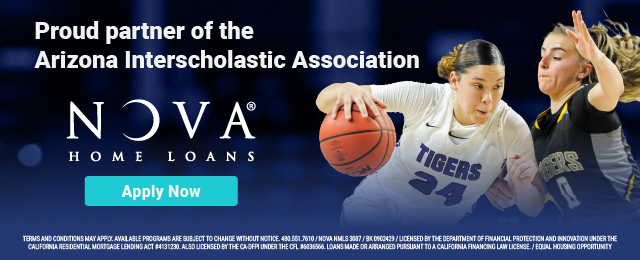 Proud partner of the
Arizona Interscholastic Association
NOVA®
HOME LOANS
Apply Now
TIGERS
24
TERMS AND CONDITIONS MAY APPLY. AVAILABLE PROGRAMS ARE SUBJECT TO CHANGE WITHOUT NOTICE. 480.551.7610 / NOVA NMLS 3087 / BK 0902429 / LICENSED BY THE DEPARTMENT OF FINANCIAL PROTECTION AND INNOVATION UNDER THE
CALIFORNIA RESIDENTIAL MORTGAGE LENDING ACT #4131230. ALSO LICENSED BY THE CA-DFPI UNDER THE CFL #6036566. LOANS MADE OR ARRANGED PURSUANT TO A CALIFORNIA FINANCING LAW LICENSE. / EQUAL HOUSING OPPORTUNITY